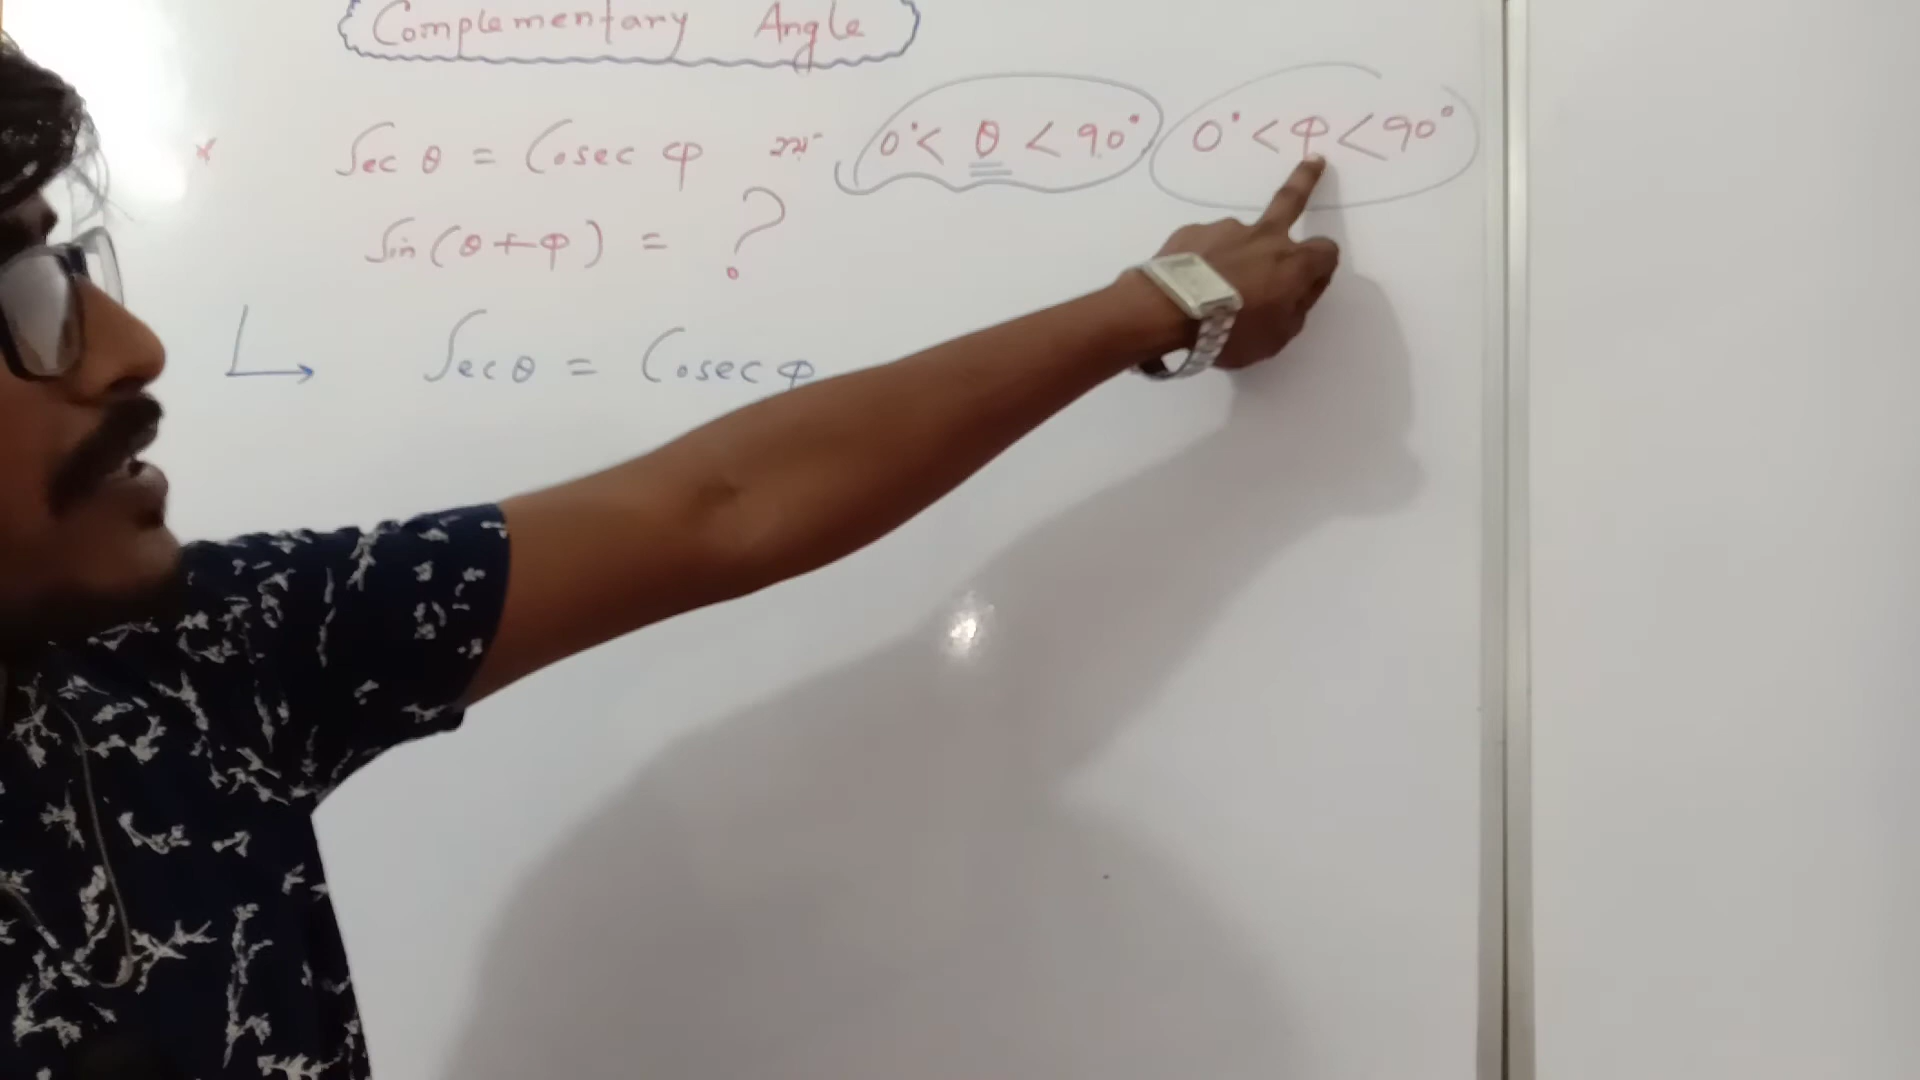 Complementary Angle
* Sec θ = Cosec φ 0° < θ < 90° 0° < φ < 90°
Sin (θ + φ) = ?
Sec θ = Cosec φ